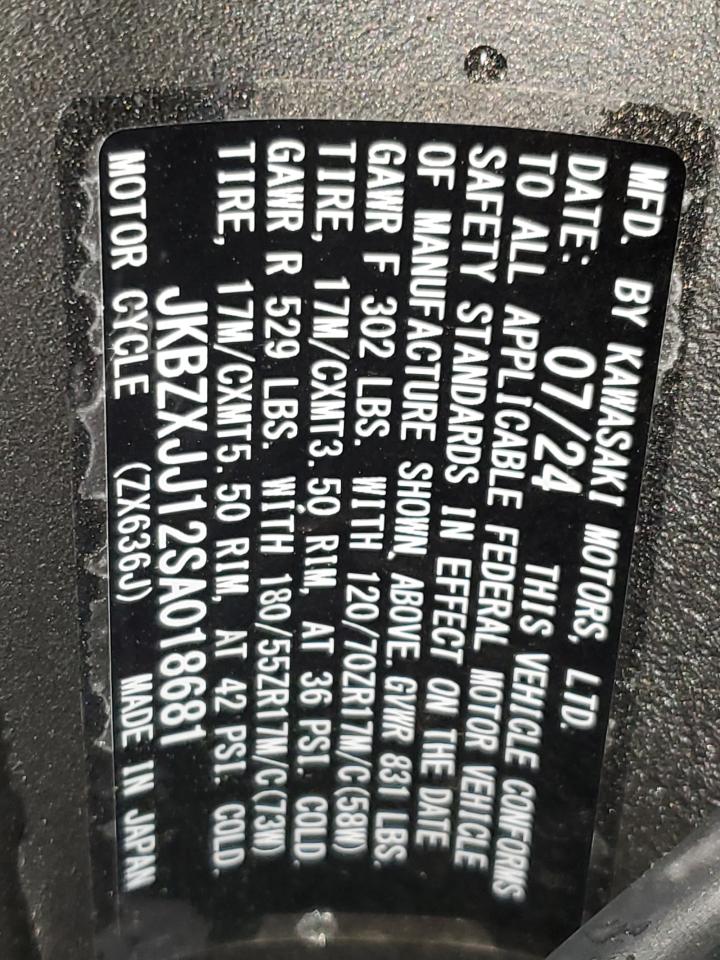 MFD. BY KAWASAKI MOTORS, LTD.
DATE: 07/24 THIS VEHICLE CONFORMS
TO ALL APPLICABLE FEDERAL MOTOR VEHICLE
SAFETY STANDARDS IN EFFECT ON THE DATE
OF MANUFACTURE SHOWN ABOVE. GVWR 831 LBS.
GAWR F 302 LBS. WITH 120/70ZR17M/C(58W)
TIRE, 17M/CXMT3.50 RIM, AT 36 PSI. COLD.
GAWR R 529 LBS. WITH 180/55ZR17M/C(73W)
TIRE, 17M/CXMT5.50 RIM, AT 42 PSI. COLD.
JKBZXJJ12SA018681
MOTOR CYCLE (ZX636J) MADE IN JAPAN